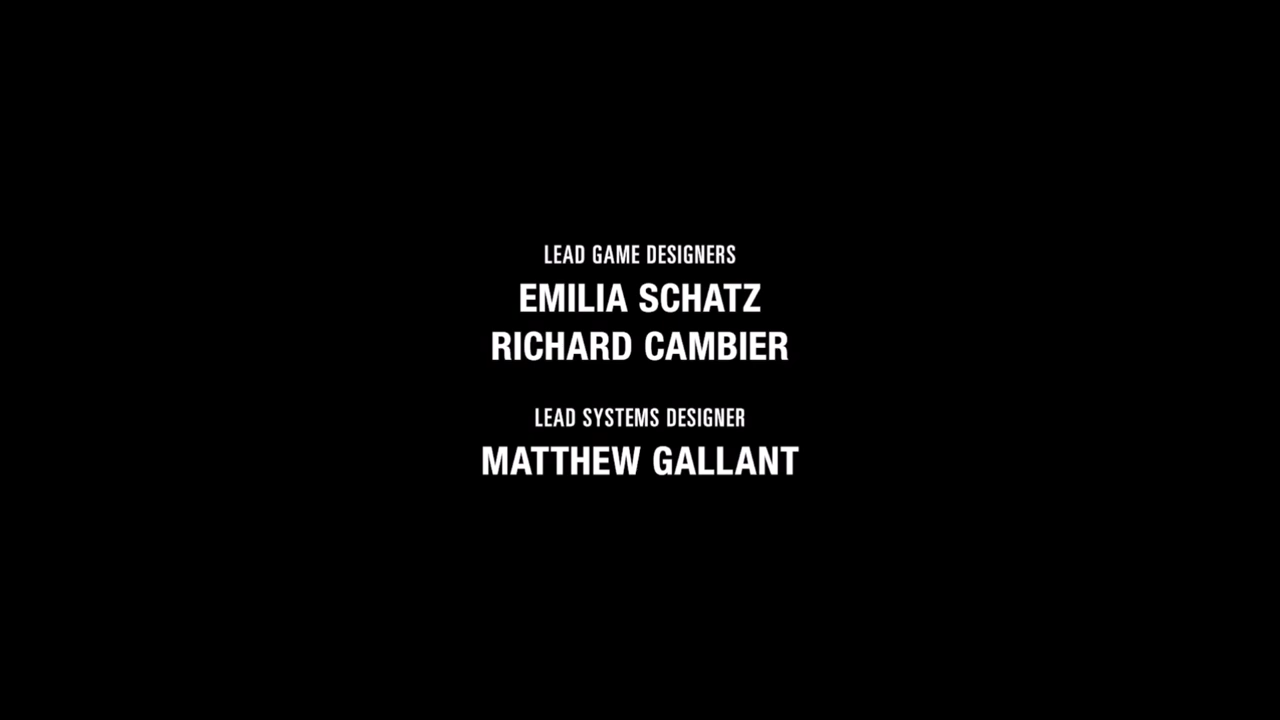 LEAD GAME DESIGNERS
EMILIA SCHATZ
RICHARD CAMBIER
LEAD SYSTEMS DESIGNER
MATTHEW GALLANT